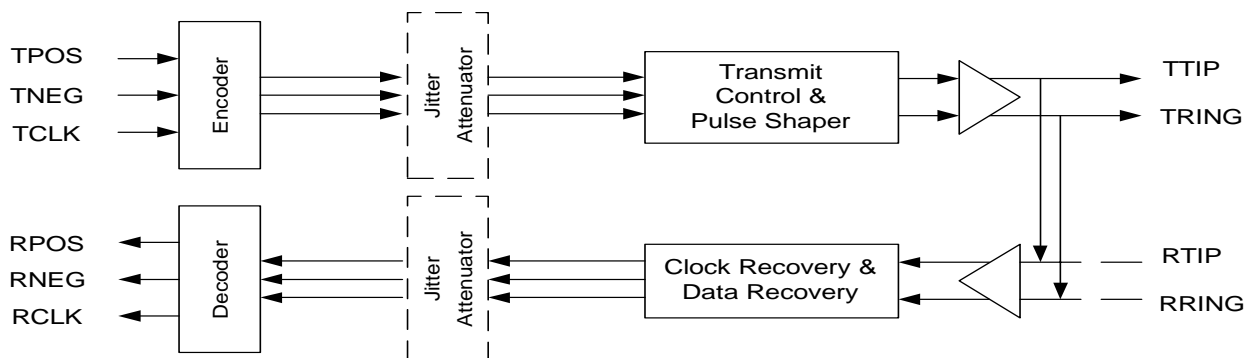 TPOS
TNEG
TCLK
Encoder
Jitter
Attenuator
Transmit
Control &
Pulse Shaper
TTIP
TRING
RPOS
RNEG
RCLK
Decoder
Jitter
Attenuator
Clock Recovery &
Data Recovery
RTIP
RRING